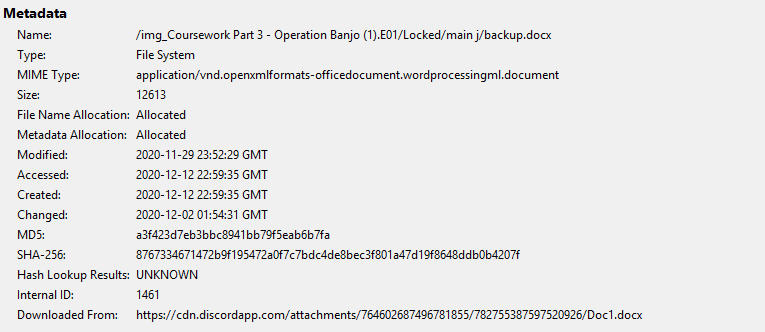 Metadata
Name: /img_Coursework Part 3 - Operation Banjo (1).E01/Locked/main j/backup.docx
Type: File System
MIME Type: application/vnd.openxmlformats-officedocument.wordprocessingml.document
Size: 12613
File Name Allocation: Allocated
Metadata Allocation: Allocated
Modified: 2020-11-29 23:52:29 GMT
Accessed: 2020-12-12 22:59:35 GMT
Created: 2020-12-12 22:59:35 GMT
Changed: 2020-12-02 01:54:31 GMT
MD5: a3f423d7eb3bbc8941bb79f5eab6b7fa
SHA-256: 8767334671472b9f195472a0f7c7bdc4de8bec3f801a47d19f8648ddb0b4207f
Hash Lookup Results: UNKNOWN
Internal ID: 1461
Downloaded From: https://cdn.discordapp.com/attachments/764602687496781855/782755387597520926/Doc1.docx